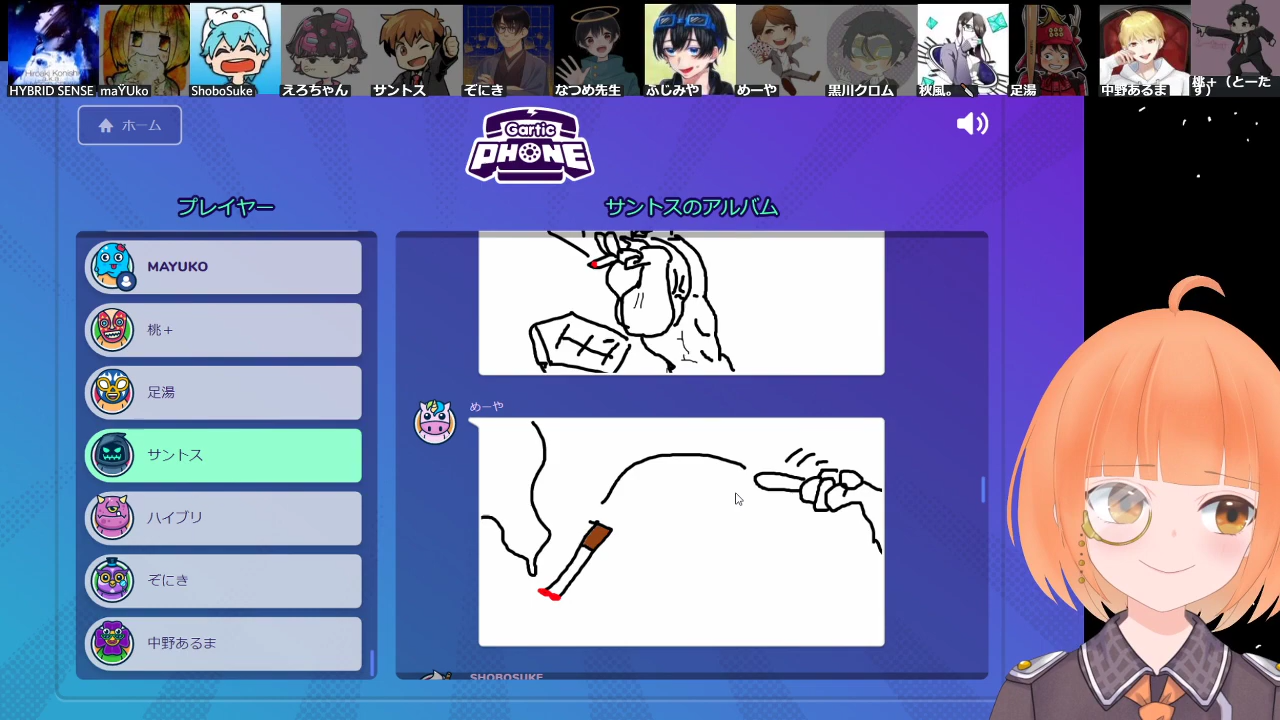 HYBRID SENSE
maYUko
ShoboSuke
えろちゃん
サントス
ぞにき
なつめ先生
ふじみや
めーや
黒川クロム
秋風。
足湯
中野あるま
桃+（とーたす）
ホーム
Gartic
PHONE
プレイヤー
サントスのアルバム
MAYUKO
桃+
足湯
サントス
ハイブリ
ぞにき
中野あるま
めーや
SHOBOSUKE